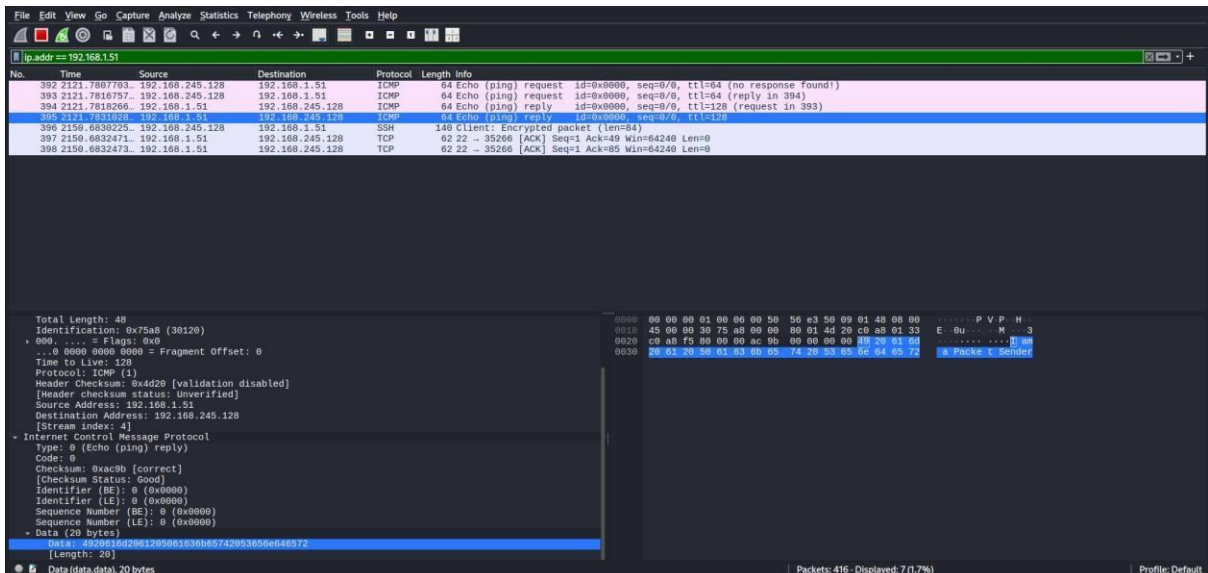 File Edit View Go Capture Analyze Statistics Telephony Wireless Tools Help
ip.addr == 192.168.1.51
No. Time Source Destination Protocol Length Info
392 2121.7807703… 192.168.245.128 192.168.1.51 ICMP 64 Echo (ping) request id=0x0000, seq=0/0, ttl=64 (no response found!)
393 2121.7816757… 192.168.245.128 192.168.1.51 ICMP 64 Echo (ping) request id=0x0000, seq=0/0, ttl=64 (reply in 394)
394 2121.7818266… 192.168.1.51 192.168.245.128 ICMP 64 Echo (ping) reply id=0x0000, seq=0/0, ttl=128 (request in 393)
395 2121.7831028… 192.168.1.51 192.168.245.128 ICMP 64 Echo (ping) reply id=0x0000, seq=0/0, ttl=128
396 2150.6830225… 192.168.245.128 192.168.1.51 SSH 140 Client: Encrypted packet (len=84)
397 2150.6832471… 192.168.1.51 192.168.245.128 TCP 62 22 → 35266 [ACK] Seq=1 Ack=49 Win=64240 Len=0
398 2150.6832473… 192.168.1.51 192.168.245.128 TCP 62 22 → 35266 [ACK] Seq=1 Ack=85 Win=64240 Len=0
Total Length: 48
Identification: 0x75a8 (30120)
000. .... = Flags: 0x0
...0 0000 0000 0000 = Fragment Offset: 0
Time to Live: 128
Protocol: ICMP (1)
Header Checksum: 0x4d20 [validation disabled]
[Header checksum status: Unverified]
Source Address: 192.168.1.51
Destination Address: 192.168.245.128
[Stream index: 4]
Internet Control Message Protocol
Type: 0 (Echo (ping) reply)
Code: 0
Checksum: 0xac9b [correct]
[Checksum Status: Good]
Identifier (BE): 0 (0x0000)
Identifier (LE): 0 (0x0000)
Sequence Number (BE): 0 (0x0000)
Sequence Number (LE): 0 (0x0000)
Data (20 bytes)
Data: 4920616d2061205061636b65742053656e646572
[Length: 20]
0000 00 00 00 01 00 06 00 50 56 e3 50 09 01 48 08 00 ·······P V·P··H··
0010 45 00 00 30 75 a8 00 00 80 01 4d 20 c0 a8 01 33 E··0u··· ··M ···3
0020 c0 a8 f5 80 00 00 ac 9b 00 00 00 00 49 20 61 6d ········ ····I am
0030 20 61 20 50 61 63 6b 65 74 20 53 65 6e 64 65 72 a Packe t Sender
Data (data.data), 20 bytes
Packets: 416 · Displayed: 7 (1.7%)
Profile: Default